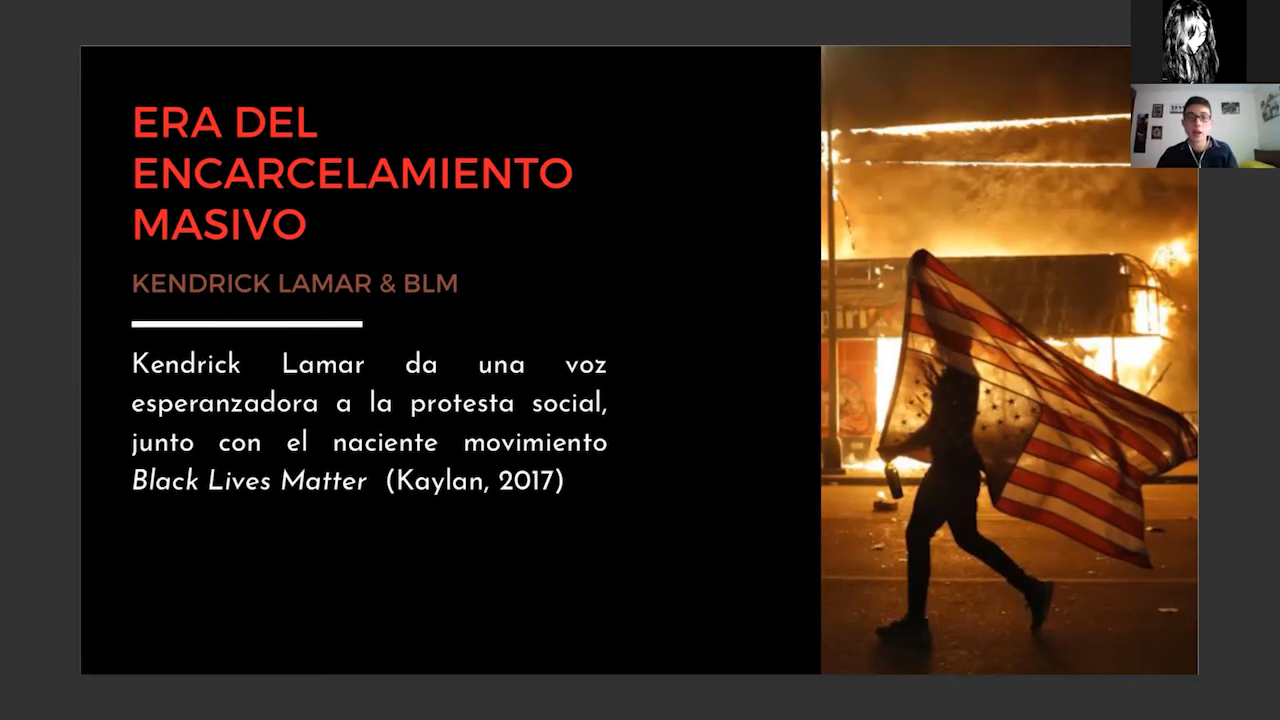 ERA DEL
ENCARCELAMIENTO
MASIVO
KENDRICK LAMAR & BLM
Kendrick Lamar da una voz
esperanzadora a la protesta social,
junto con el naciente movimiento
Black Lives Matter (Kaylan, 2017)